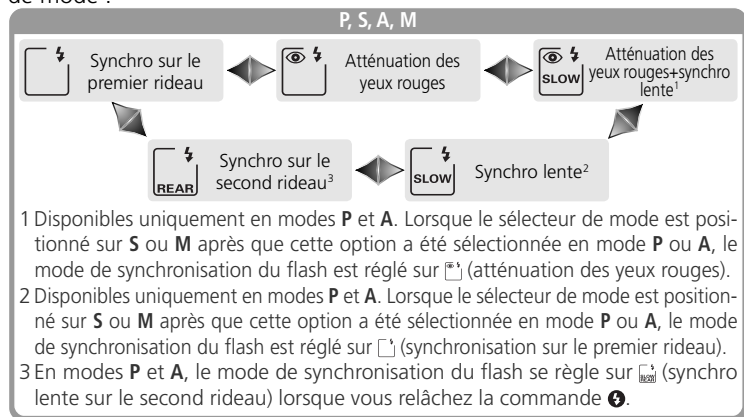 de mode :
P, S, A, M
Synchro sur le
premier rideau
Atténuation des
yeux rouges
SLOW
Atténuation des
yeux rouges+synchro
lente1
REAR
Synchro sur le
second rideau3
SLOW
Synchro lente2
1 Disponibles uniquement en modes P et A. Lorsque le sélecteur de mode est posi-
tionné sur S ou M après que cette option a été sélectionnée en mode P ou A, le
mode de synchronisation du flash est réglé sur (atténuation des yeux rouges).
2 Disponibles uniquement en modes P et A. Lorsque le sélecteur de mode est position-
né sur S ou M après que cette option a été sélectionnée en mode P ou A, le mode
de synchronisation du flash est réglé sur (synchronisation sur le premier rideau).
3 En modes P et A, le mode de synchronisation du flash se règle sur (synchro
lente sur le second rideau) lorsque vous relâchez la commande .